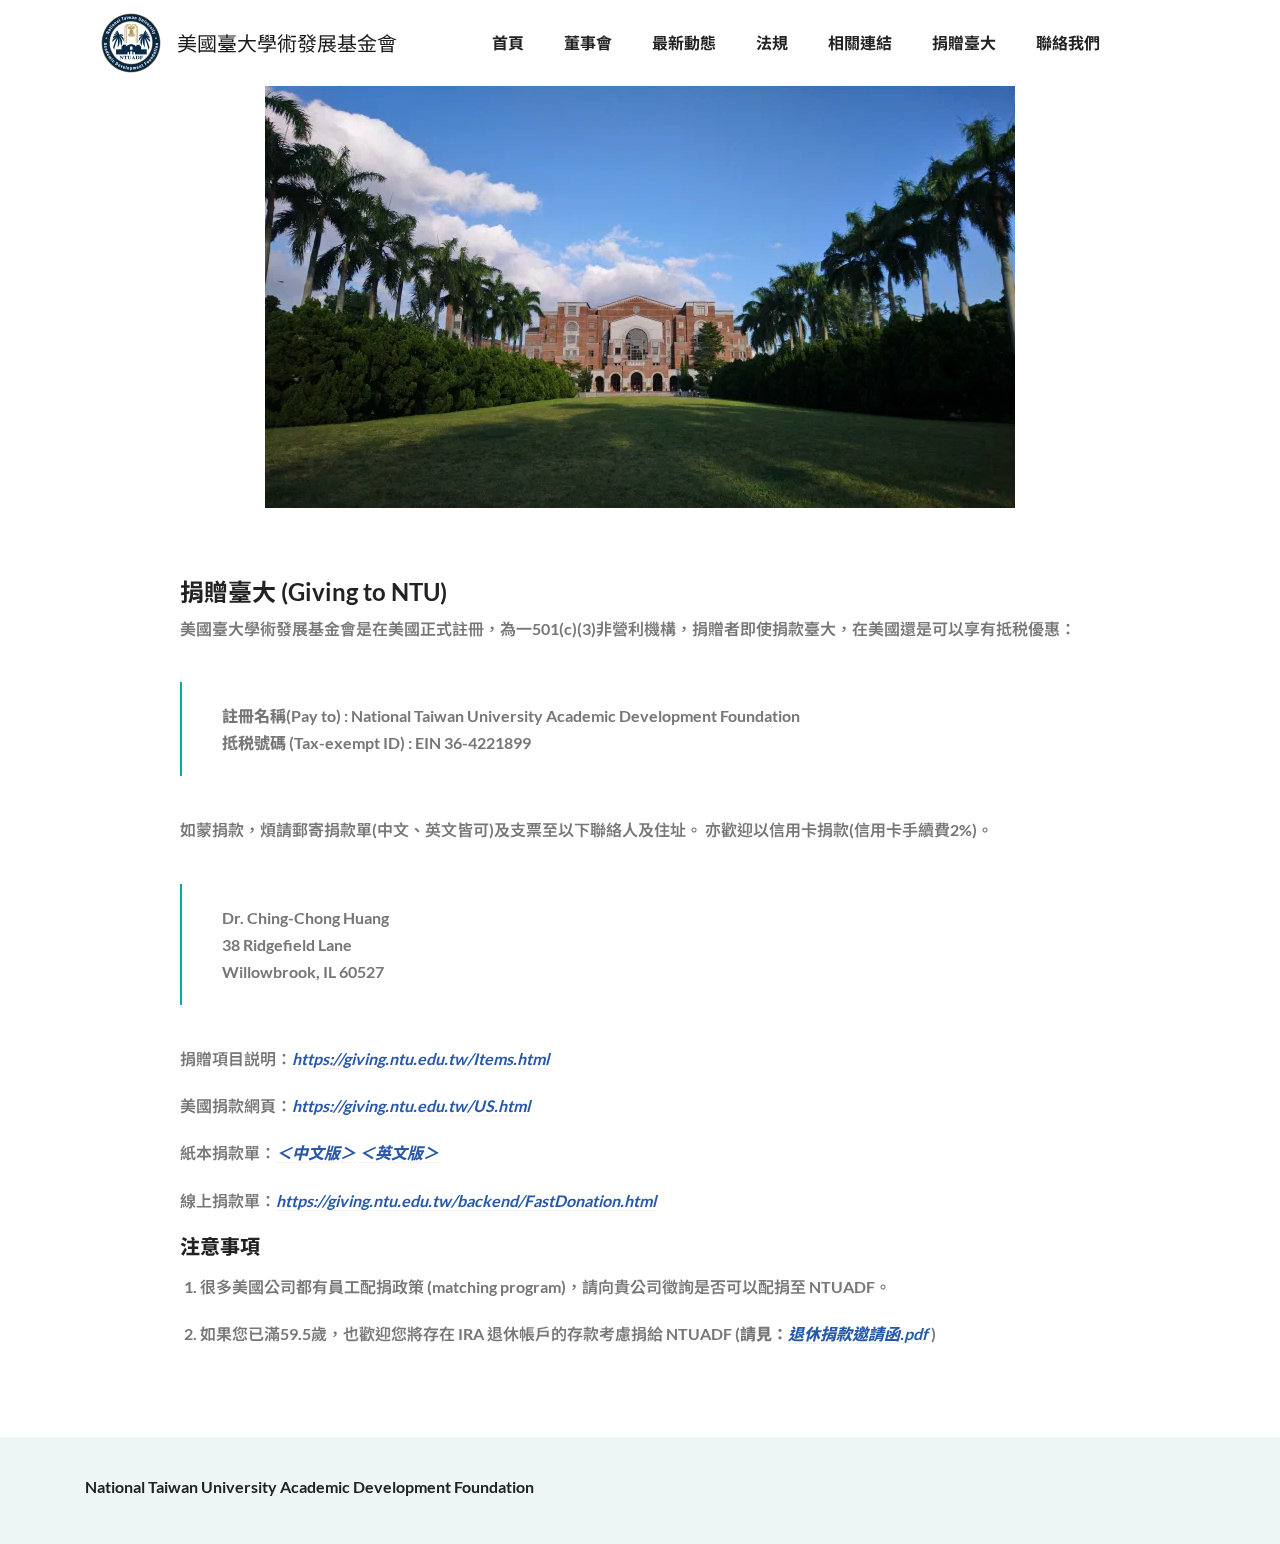 美國臺大學術發展基金會
首頁
董事會
最新動態
法規
相關連結
捐贈臺大
聯絡我們
捐贈臺大 (Giving to NTU)
美國臺大學術發展基金會是在美國正式註冊，為一501(c)(3)非營利機構，捐贈者即使捐款臺大，在美國還是可以享有抵稅優惠：
註冊名稱(Pay to) : National Taiwan University Academic Development Foundation
抵稅號碼 (Tax-exempt ID) : EIN 36-4221899
如蒙捐款，煩請郵寄捐款單(中文、英文皆可)及支票至以下聯絡人及住址。 亦歡迎以信用卡捐款(信用卡手續費2%)。
Dr. Ching-Chong Huang
38 Ridgefield Lane
Willowbrook, IL 60527
捐贈項目説明：https://giving.ntu.edu.tw/Items.html
美國捐款網頁：https://giving.ntu.edu.tw/US.html
紙本捐款單：＜中文版＞ ＜英文版＞
線上捐款單：https://giving.ntu.edu.tw/backend/FastDonation.html
注意事項
1. 很多美國公司都有員工配捐政策 (matching program)，請向貴公司徵詢是否可以配捐至 NTUADF。
2. 如果您已滿59.5歲，也歡迎您將存在 IRA 退休帳戶的存款考慮捐給 NTUADF (請見：退休捐款邀請函.pdf )
National Taiwan University Academic Development Foundation